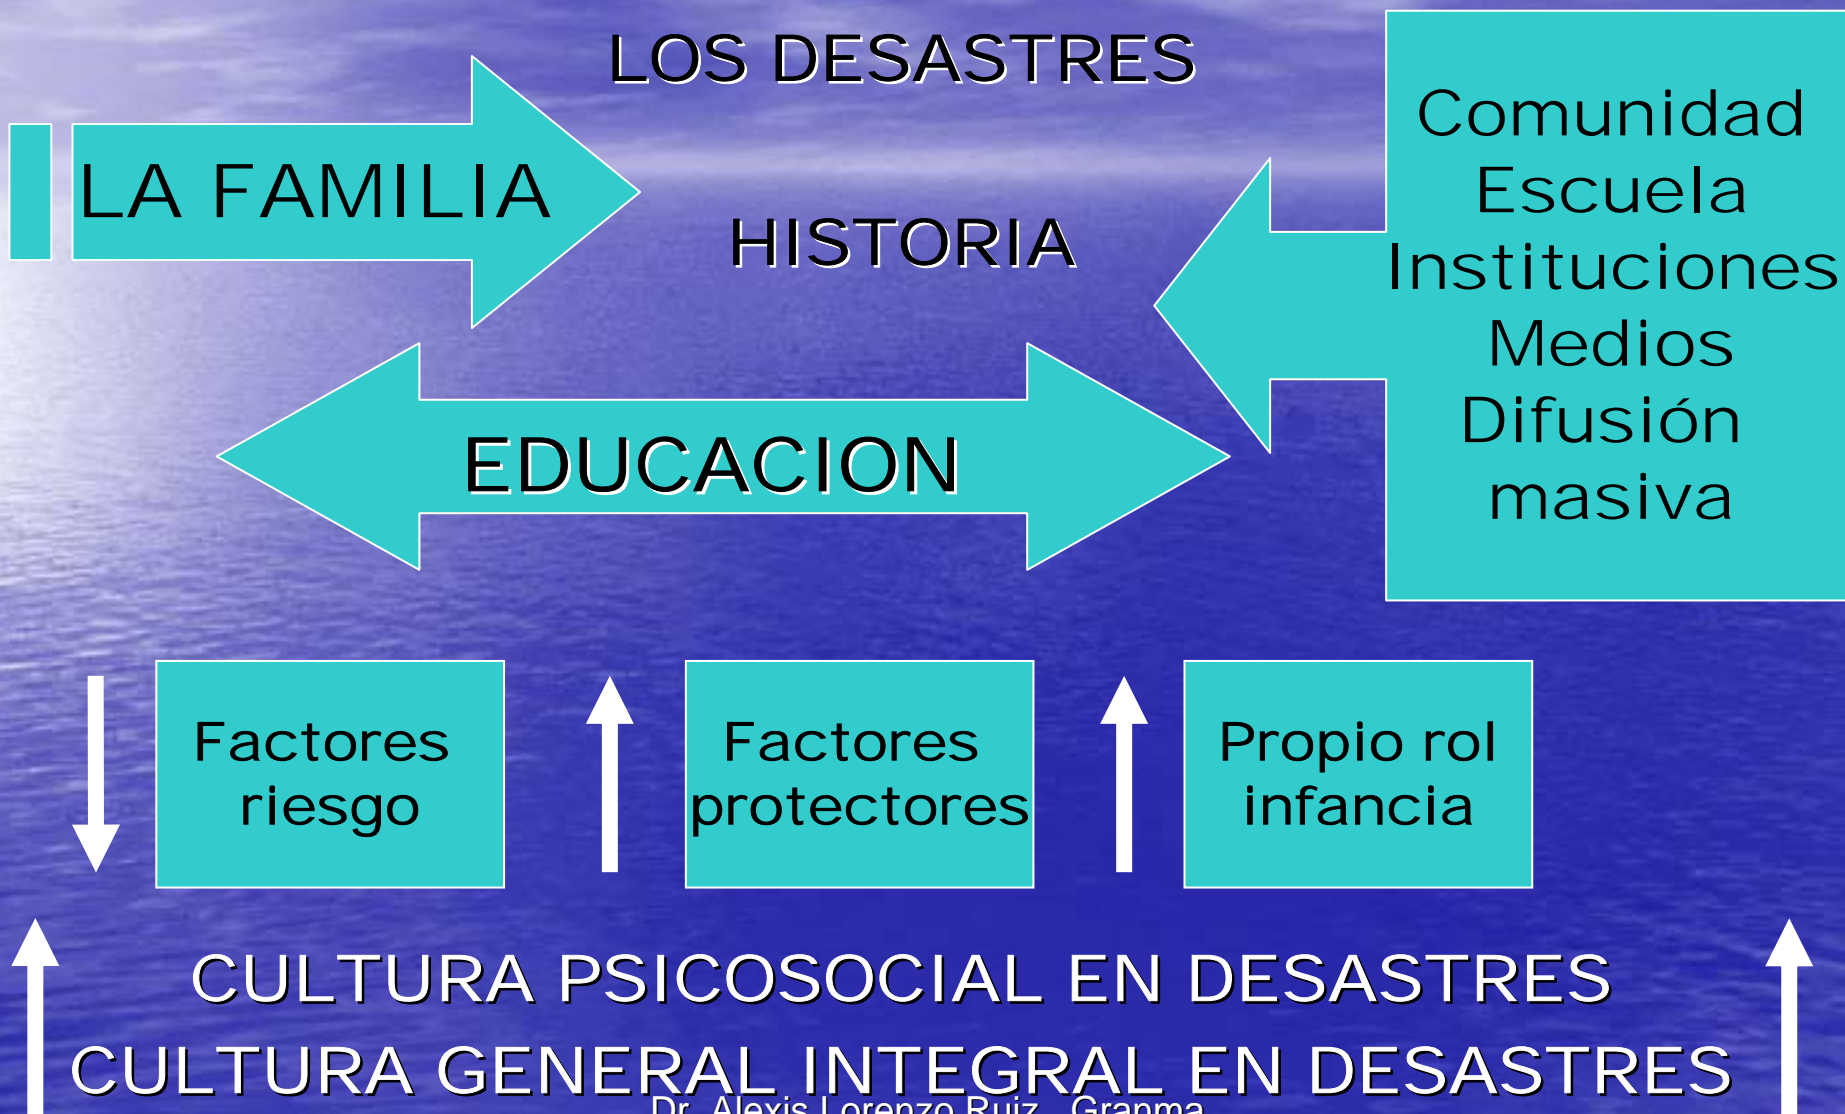 LOS DESASTRES
LA FAMILIA
HISTORIA
Comunidad
Escuela
Instituciones
Medios
Difusión
masiva
EDUCACION
Factores
riesgo
Factores
protectores
Propio rol
infancia
CULTURA PSICOSOCIAL EN DESASTRES
CULTURA GENERAL INTEGRAL EN DESASTRES
Dr. Alexis Lorenzo Ruiz. Granma